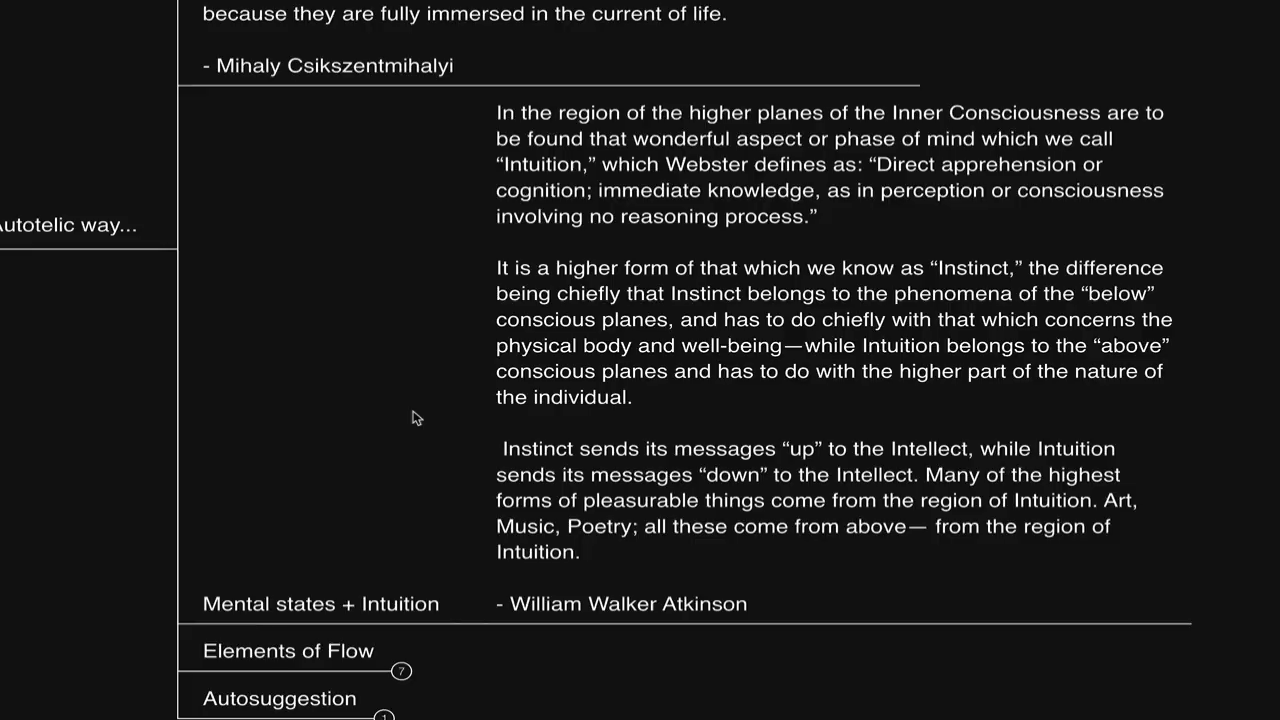 because they are fully immersed in the current of life.
- Mihaly Csikszentmihalyi
In the region of the higher planes of the Inner Consciousness are to
be found that wonderful aspect or phase of mind which we call
“Intuition,” which Webster defines as: “Direct apprehension or
cognition; immediate knowledge, as in perception or consciousness
involving no reasoning process.”
Autotelic way...
It is a higher form of that which we know as “Instinct,” the difference
being chiefly that Instinct belongs to the phenomena of the “below”
conscious planes, and has to do chiefly with that which concerns the
physical body and well-being—while Intuition belongs to the “above”
conscious planes and has to do with the higher part of the nature of
the individual.
Instinct sends its messages “up” to the Intellect, while Intuition
sends its messages “down” to the Intellect. Many of the highest
forms of pleasurable things come from the region of Intuition. Art,
Music, Poetry; all these come from above— from the region of
Intuition.
Mental states + Intuition
- William Walker Atkinson
Elements of Flow
7
Autosuggestion
1